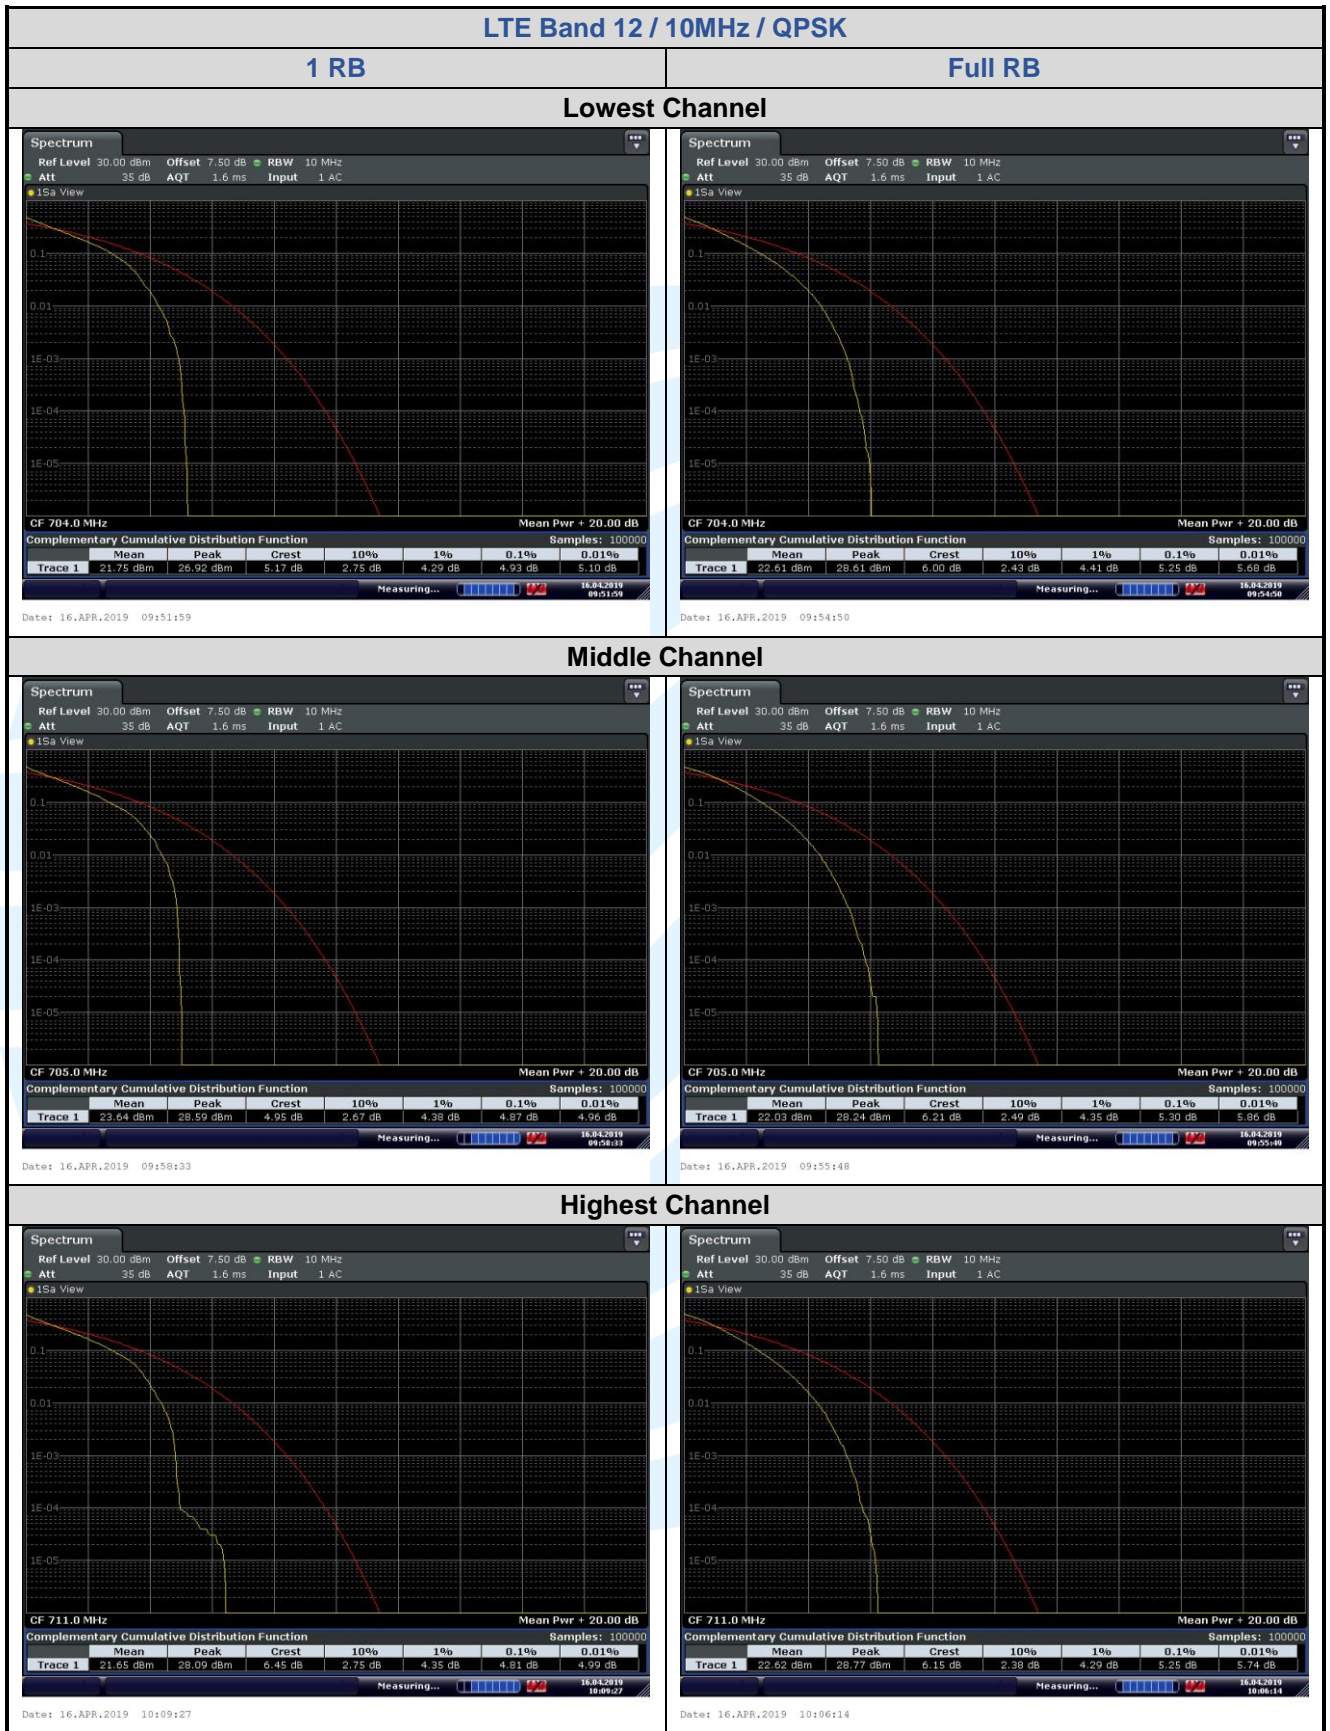 LTE Band 12 / 10MHz / QPSK
1 RB Full RB
Lowest Channel
Spectrum
Ref Level 30.00 dBm Offset 7.50 dB RBW 10 MHz
Att 35 dB AQT 1.6 ms Input 1 AC
1Sa View
0.1
0.01
1E-03
1E-04
1E-05
CF 704.0 MHz Mean Pwr + 20.00 dB
Complementary Cumulative Distribution Function Samples: 100000
Mean Peak Crest 10% 1% 0.1% 0.01%
Trace 1 21.75 dBm 26.92 dBm 5.17 dB 2.75 dB 4.29 dB 4.93 dB 5.10 dB
Measuring... 16.04.2019
09:51:59
Date: 16.APR.2019 09:51:59
Spectrum
Ref Level 30.00 dBm Offset 7.50 dB RBW 10 MHz
Att 35 dB AQT 1.6 ms Input 1 AC
1Sa View
0.1
0.01
1E-03
1E-04
1E-05
CF 704.0 MHz Mean Pwr + 20.00 dB
Complementary Cumulative Distribution Function Samples: 100000
Mean Peak Crest 10% 1% 0.1% 0.01%
Trace 1 22.61 dBm 28.61 dBm 6.00 dB 2.43 dB 4.41 dB 5.25 dB 5.68 dB
Measuring... 16.04.2019
09:54:50
Date: 16.APR.2019 09:54:50
Middle Channel
Spectrum
Ref Level 30.00 dBm Offset 7.50 dB RBW 10 MHz
Att 35 dB AQT 1.6 ms Input 1 AC
1Sa View
0.1
0.01
1E-03
1E-04
1E-05
CF 705.0 MHz Mean Pwr + 20.00 dB
Complementary Cumulative Distribution Function Samples: 100000
Mean Peak Crest 10% 1% 0.1% 0.01%
Trace 1 23.64 dBm 28.59 dBm 4.95 dB 2.67 dB 4.38 dB 4.87 dB 4.96 dB
Measuring... 16.04.2019
09:58:33
Date: 16.APR.2019 09:58:33
Spectrum
Ref Level 30.00 dBm Offset 7.50 dB RBW 10 MHz
Att 35 dB AQT 1.6 ms Input 1 AC
1Sa View
0.1
0.01
1E-03
1E-04
1E-05
CF 705.0 MHz Mean Pwr + 20.00 dB
Complementary Cumulative Distribution Function Samples: 100000
Mean Peak Crest 10% 1% 0.1% 0.01%
Trace 1 22.03 dBm 28.24 dBm 6.21 dB 2.49 dB 4.35 dB 5.30 dB 5.86 dB
Measuring... 16.04.2019
09:55:49
Date: 16.APR.2019 09:55:48
Highest Channel
Spectrum
Ref Level 30.00 dBm Offset 7.50 dB RBW 10 MHz
Att 35 dB AQT 1.6 ms Input 1 AC
1Sa View
0.1
0.01
1E-03
1E-04
1E-05
CF 711.0 MHz Mean Pwr + 20.00 dB
Complementary Cumulative Distribution Function Samples: 100000
Mean Peak Crest 10% 1% 0.1% 0.01%
Trace 1 21.65 dBm 28.09 dBm 6.45 dB 2.75 dB 4.35 dB 4.81 dB 4.99 dB
Measuring... 16.04.2019
10:09:27
Date: 16.APR.2019 10:09:27
Spectrum
Ref Level 30.00 dBm Offset 7.50 dB RBW 10 MHz
Att 35 dB AQT 1.6 ms Input 1 AC
1Sa View
0.1
0.01
1E-03
1E-04
1E-05
CF 711.0 MHz Mean Pwr + 20.00 dB
Complementary Cumulative Distribution Function Samples: 100000
Mean Peak Crest 10% 1% 0.1% 0.01%
Trace 1 22.62 dBm 28.77 dBm 6.15 dB 2.38 dB 4.29 dB 5.25 dB 5.74 dB
Measuring... 16.04.2019
10:06:14
Date: 16.APR.2019 10:06:14